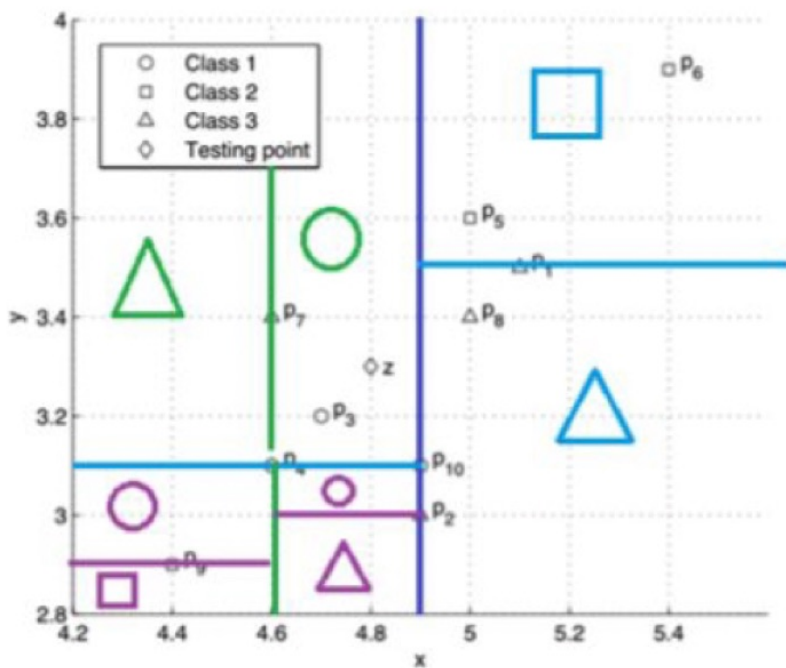 4
Class 1
Class 2
Class 3
Testing point
p6
3.8
3.6
p5
p1
y
3.4
p7
p8
z
3.2
p3
p4
p10
3
p2
p9
2.8
4.2
4.4
4.6
4.8
5
5.2
5.4
x